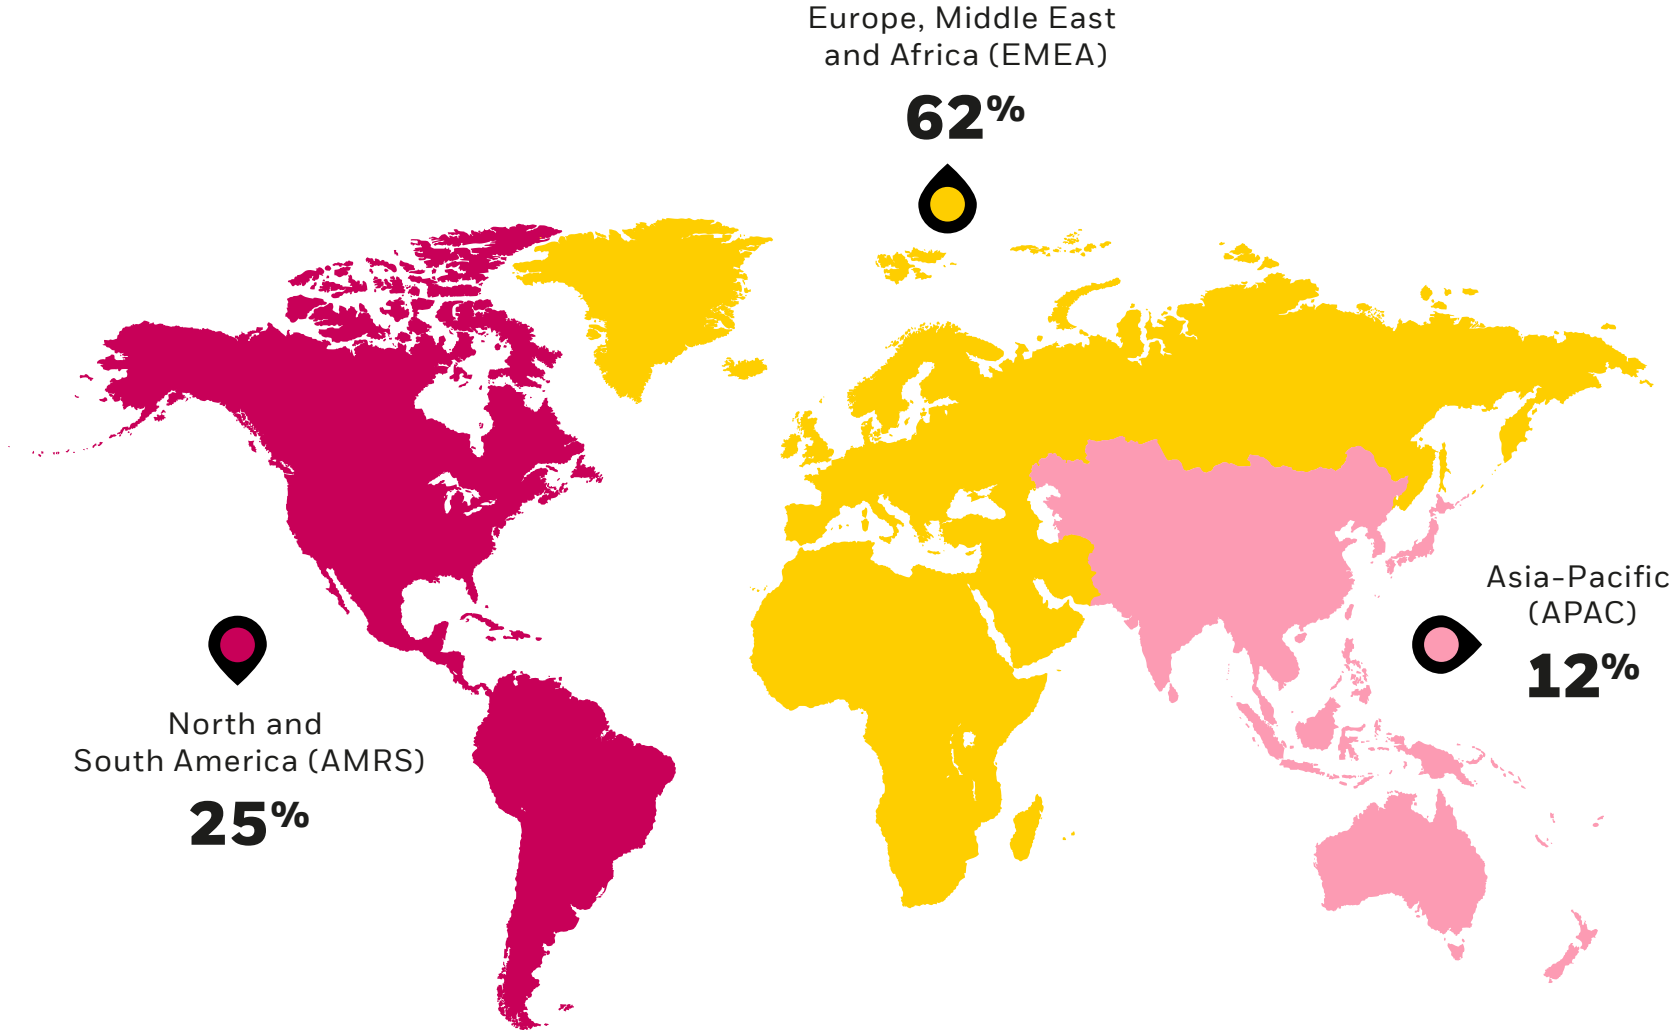 Europe, Middle East
and Africa (EMEA)
62%
Asia-Pacific
(APAC)
12%
North and
South America (AMRS)
25%